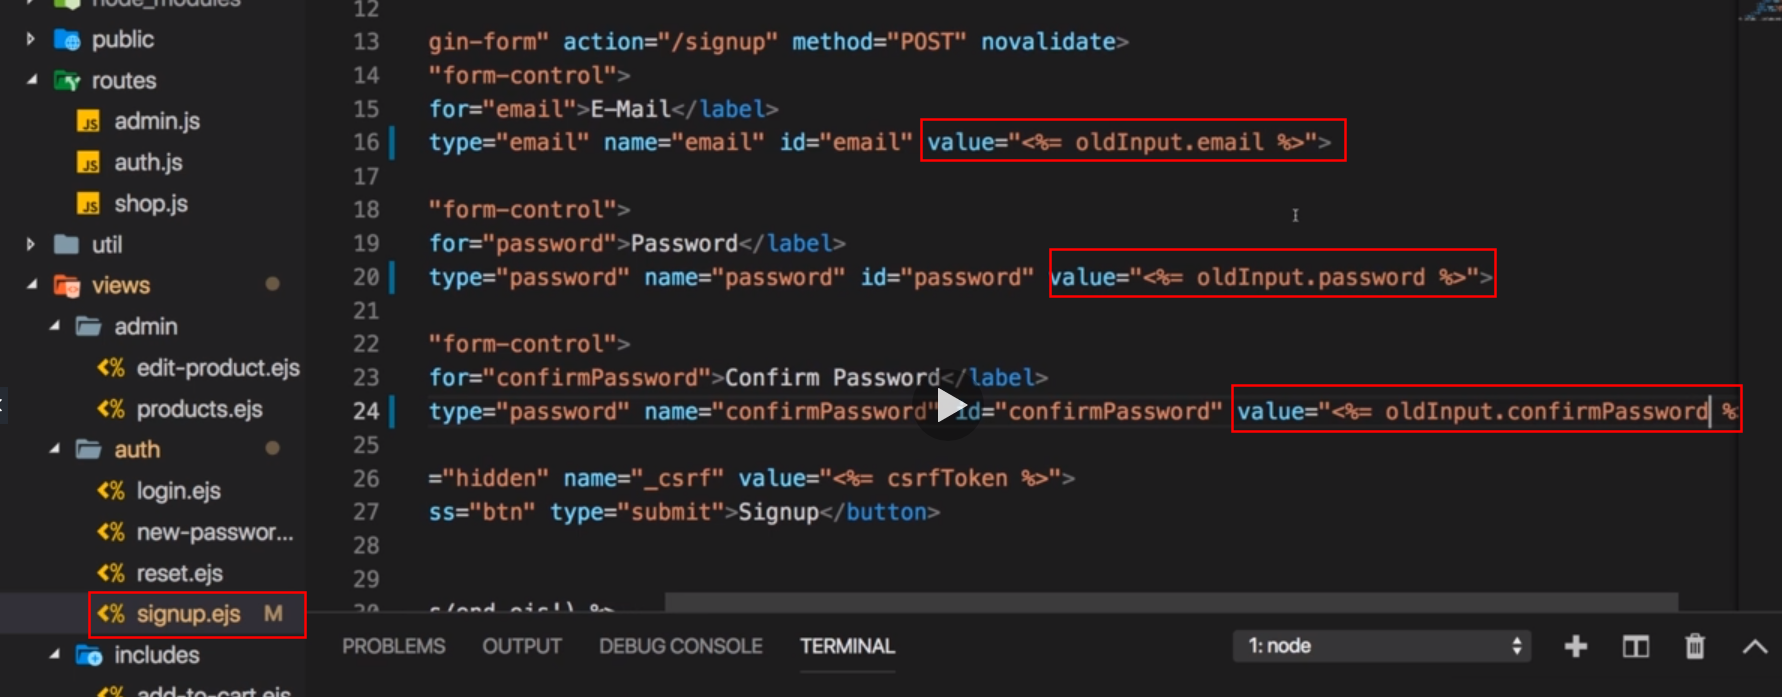 node_modules
public
routes
JS admin.js
JS auth.js
JS shop.js
util
views
admin
<% edit-product.ejs
<% products.ejs
auth
<% login.ejs
<% new-passwor...
<% reset.ejs
<% signup.ejs M
includes
<% add-to-cart.ejs
12
13 gin-form" action="/signup" method="POST" novalidate>
14 "form-control">
15 for="email">E-Mail</label>
16 type="email" name="email" id="email" value="<%= oldInput.email %>">
17
18 "form-control">
19 for="password">Password</label>
20 type="password" name="password" id="password" value="<%= oldInput.password %>">
21
22 "form-control">
23 for="confirmPassword">Confirm Password</label>
24 type="password" name="confirmPassword" id="confirmPassword" value="<%= oldInput.confirmPassword %
25
26 ="hidden" name="_csrf" value="<%= csrfToken %>">
27 ss="btn" type="submit">Signup</button>
28
29
30 s/end.ejs') %>
PROBLEMS OUTPUT DEBUG CONSOLE TERMINAL 1: node